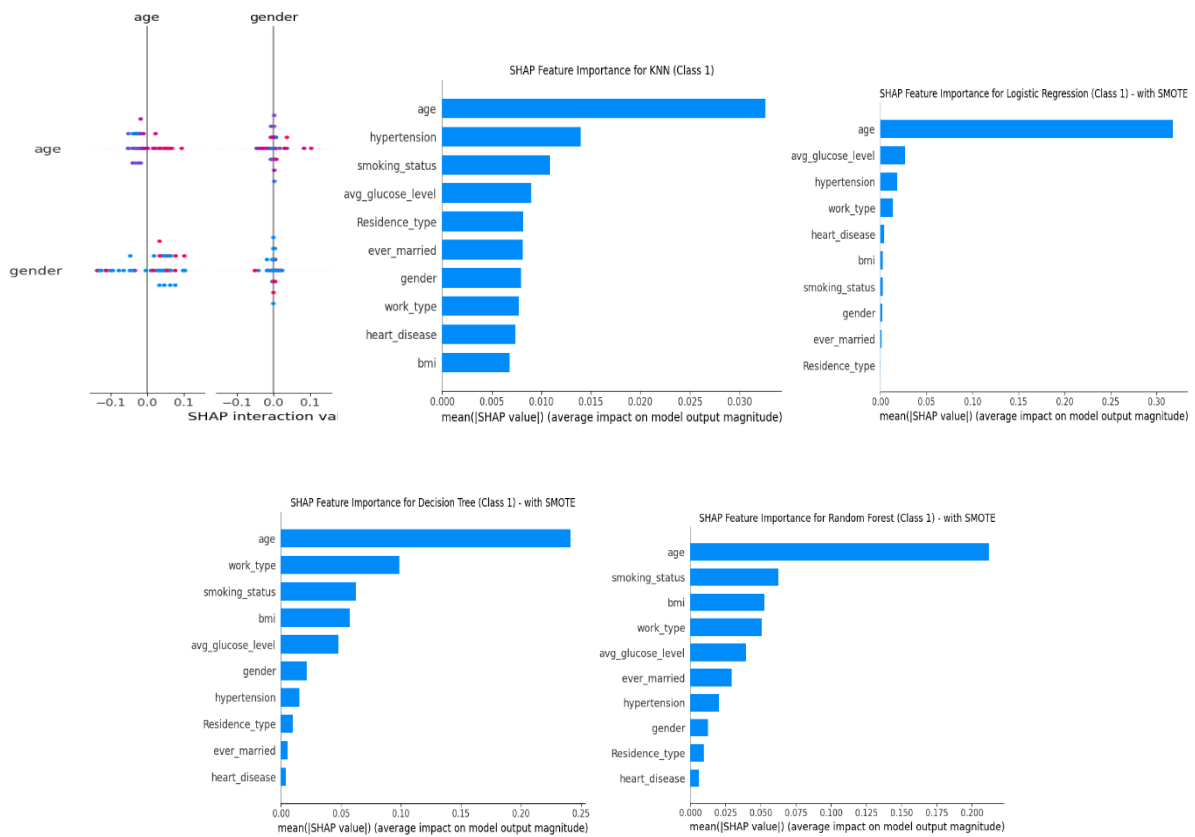 age
gender
age
gender
−0.1 0.0 0.1
−0.1 0.0 0.1
SHAP interaction val
SHAP Feature Importance for KNN (Class 1)
age
hypertension
smoking_status
avg_glucose_level
Residence_type
ever_married
gender
work_type
heart_disease
bmi
0.000 0.005 0.010 0.015 0.020 0.025 0.030
mean(|SHAP value|) (average impact on model output magnitude)
SHAP Feature Importance for Logistic Regression (Class 1) - with SMOTE
age
avg_glucose_level
hypertension
work_type
heart_disease
bmi
smoking_status
gender
ever_married
Residence_type
0.00 0.05 0.10 0.15 0.20 0.25 0.30
mean(|SHAP value|) (average impact on model output magnitude)
SHAP Feature Importance for Decision Tree (Class 1) - with SMOTE
age
work_type
smoking_status
bmi
avg_glucose_level
gender
hypertension
Residence_type
ever_married
heart_disease
0.00 0.05 0.10 0.15 0.20 0.25
mean(|SHAP value|) (average impact on model output magnitude)
SHAP Feature Importance for Random Forest (Class 1) - with SMOTE
age
smoking_status
bmi
work_type
avg_glucose_level
ever_married
hypertension
gender
Residence_type
heart_disease
0.000 0.025 0.050 0.075 0.100 0.125 0.150 0.175 0.200
mean(|SHAP value|) (average impact on model output magnitude)